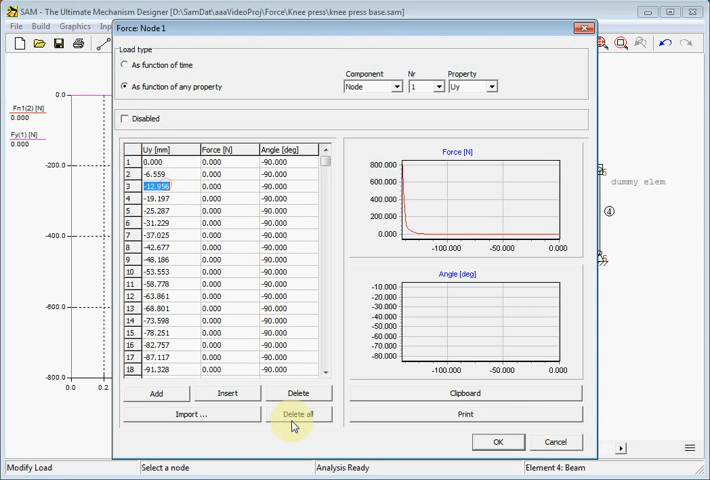 SAM - The Ultimate Mechanism Designer [D:\SamDat\aaaVideoProj\Force\Knee press\knee press base.sam]
File Build Graphics Inp
Force: Node 1
Load type
As function of time
As function of any property
Component Nr Property
Node 1 Uy
Disabled
Uy [mm] Force [N] Angle [deg]
1 0.000 0.000 -90.000
2 -6.559 0.000 -90.000
3 -12.956 0.000 -90.000
4 -19.197 0.000 -90.000
5 -25.287 0.000 -90.000
6 -31.229 0.000 -90.000
7 -37.025 0.000 -90.000
8 -42.677 0.000 -90.000
9 -48.186 0.000 -90.000
10 -53.553 0.000 -90.000
11 -58.778 0.000 -90.000
12 -63.861 0.000 -90.000
13 -68.801 0.000 -90.000
14 -73.598 0.000 -90.000
15 -78.251 0.000 -90.000
16 -82.757 0.000 -90.000
17 -87.117 0.000 -90.000
18 -91.328 0.000 -90.000
Force [N]
800.000
600.000
400.000
200.000
0.000
-100.000 -50.000 0.000
Angle [deg]
-10.000
-20.000
-30.000
-40.000
-50.000
-60.000
-70.000
-80.000
-100.000 -50.000 0.000
Add Insert Delete
Import ... Delete all
Clipboard
Print
OK Cancel
Fn1(2) [N]
0.000
Fy(1) [N]
0.000
0.0
-200.0
-400.0
-600.0
-800.0
0.0 0.2
dummy elem
4
Modify Load Select a node Analysis Ready Element 4: Beam